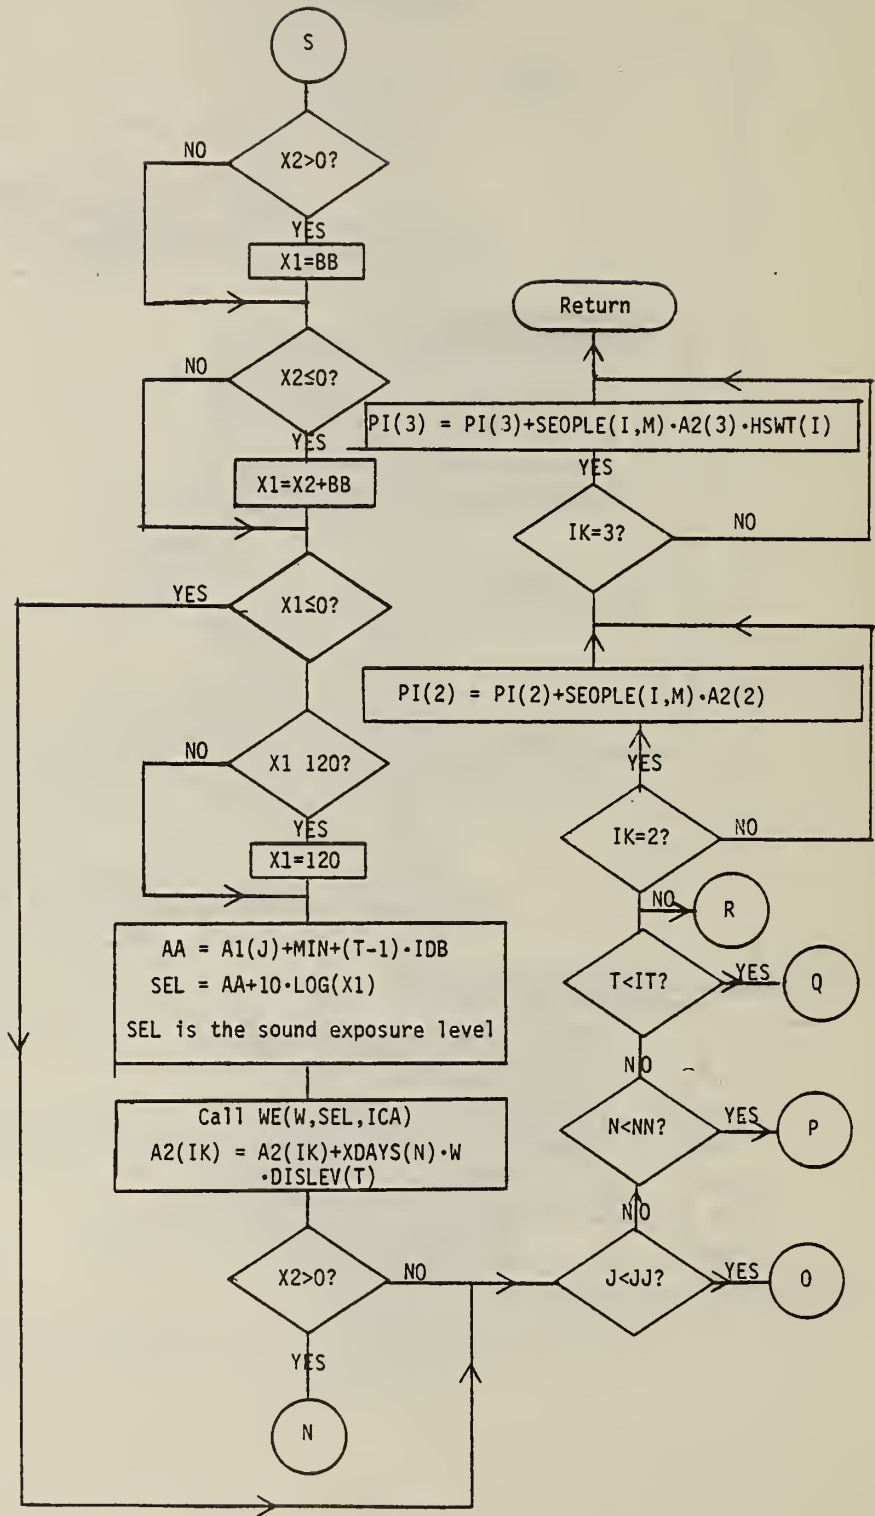 S
X2>0?
NO
YES
X1=BB
X2≤0?
NO
YES
X1=X2+BB
X1≤0?
YES
X1 120?
NO
YES
X1=120
AA = A1(J)+MIN+(T-1)·IDB
SEL = AA+10·LOG(X1)
SEL is the sound exposure level
Call WE(W,SEL,ICA)
A2(IK) = A2(IK)+XDAYS(N)·W
·DISLEV(T)
X2>0?
NO
YES
N
J<JJ?
YES
O
NO
N<NN?
YES
P
NO
T<IT?
YES
Q
NO
R
IK=2?
NO
YES
PI(2) = PI(2)+SEOPLE(I,M)·A2(2)
IK=3?
NO
YES
PI(3) = PI(3)+SEOPLE(I,M)·A2(3)·HSWT(I)
Return